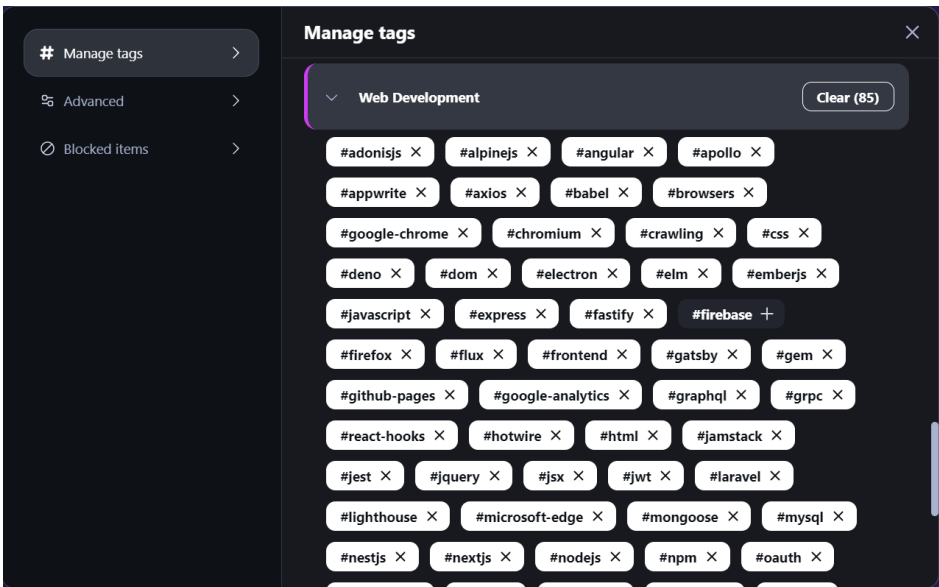 Manage tags
Advanced
Blocked items
Manage tags
Web Development
Clear (85)
#adonisjs #alpinejs #angular #apollo
#appwrite #axios #babel #browsers
#google-chrome #chromium #crawling #css
#deno #dom #electron #elm #emberjs
#javascript #express #fastify #firebase
#firefox #flux #frontend #gatsby #gem
#github-pages #google-analytics #graphql #grpc
#react-hooks #hotwire #html #jamstack
#jest #jquery #jsx #jwt #laravel
#lighthouse #microsoft-edge #mongoose #mysql
#nestjs #nextjs #nodejs #npm #oauth